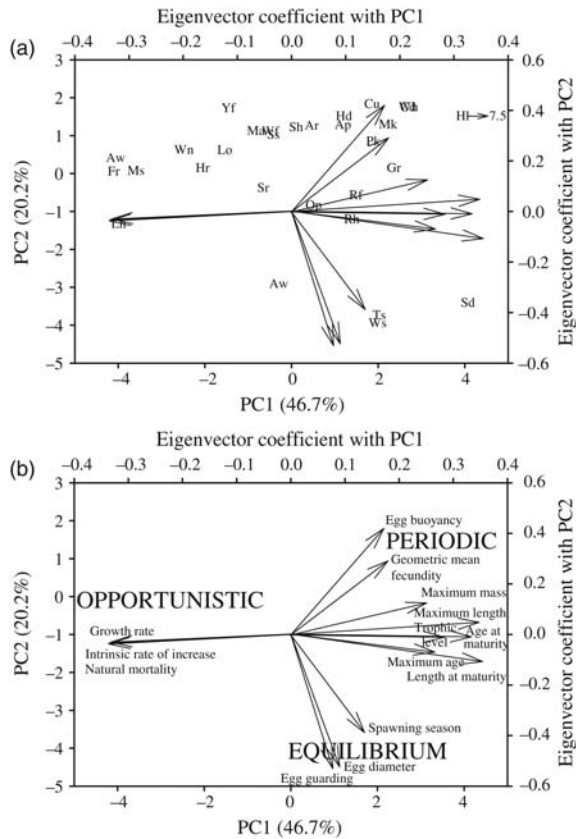 Eigenvector coefficient with PC1
−0.4 −0.3 −0.2 −0.1 0.0 0.1 0.2 0.3 0.4
(a)
PC2 (20.2%)
3
2
1
0
−1
−2
−3
−4
−5
Yf
Cu
Hd
Ap
Mk
Sh Ar
Pk
Hl 7.5
Wn
Lo
Aw
Fr Ms
Hr
Gr
Sr
Op
Rf
Rh
Aw
Ts
Ws
Sd
0.6
0.4
0.2
0.0
−0.2
−0.4
−0.6
Eigenvector coefficient with PC2
−4 −2 0 2 4
PC1 (46.7%)
Eigenvector coefficient with PC1
−0.4 −0.3 −0.2 −0.1 0.0 0.1 0.2 0.3 0.4
(b)
PC2 (20.2%)
3
2
1
0
−1
−2
−3
−4
−5
Egg buoyancy
PERIODIC
Geometric mean
fecundity
Maximum mass
OPPORTUNISTIC
Maximum length
Growth rate
Trophic
level
Age at
maturity
Intrinsic rate of increase
Natural mortality
Maximum age
Length at maturity
Spawning season
EQUILIBRIUM
Egg diameter
Egg guarding
0.6
0.4
0.2
0.0
−0.2
−0.4
−0.6
Eigenvector coefficient with PC2
−4 −2 0 2 4
PC1 (46.7%)